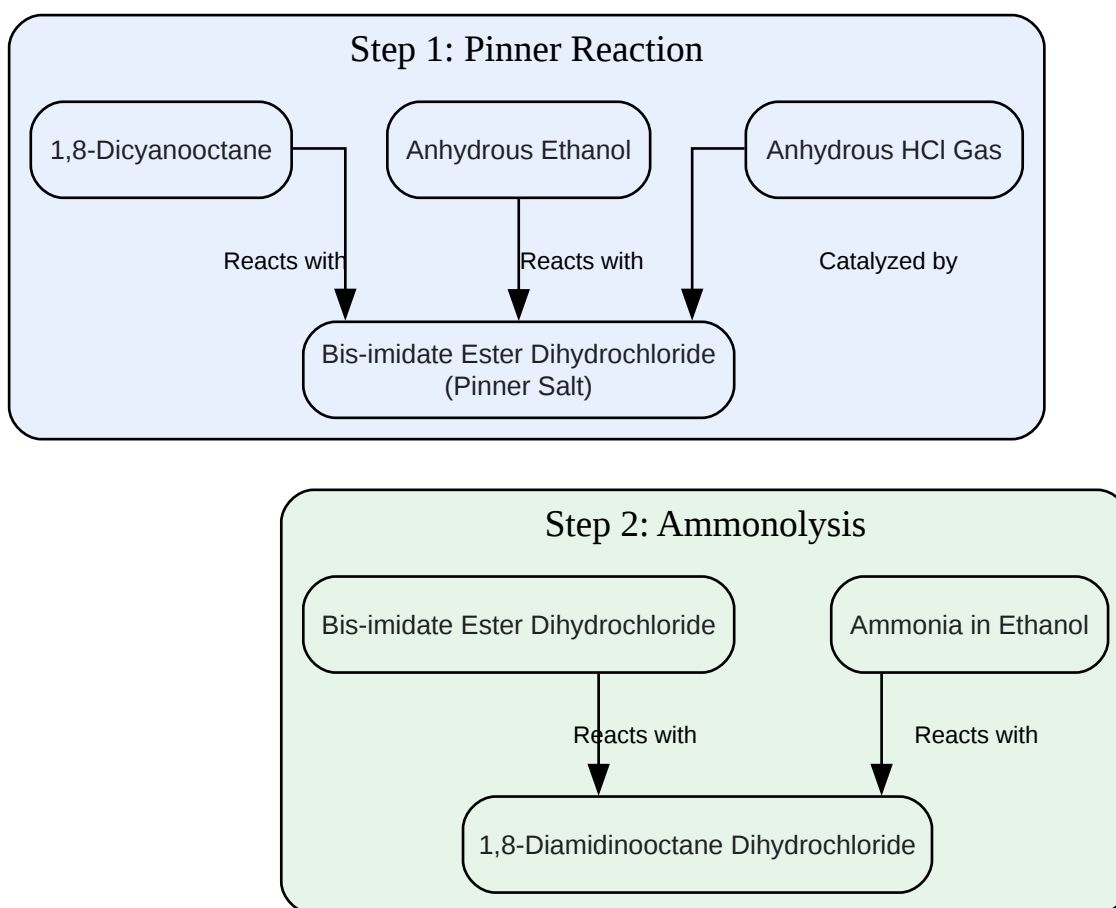 Step 1: Pinner Reaction
1,8-Dicyanooctane
Anhydrous Ethanol
Anhydrous HCl Gas
Reacts with
Reacts with
Catalyzed by
Bis-imidate Ester Dihydrochloride
(Pinner Salt)
Step 2: Ammonolysis
Bis-imidate Ester Dihydrochloride
Ammonia in Ethanol
Reacts with
Reacts with
1,8-Diamidinooctane Dihydrochloride